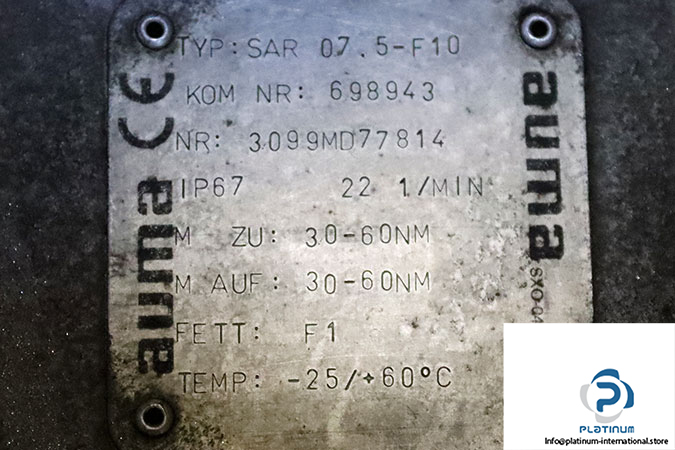 TYP: SAR 07.5-F10
KOM NR: 698943
NR: 3099MD77814
IP67 22 1/MIN
M ZU: 30-60NM
M AUF: 30-60NM
FETT: F1
TEMP: -25/+60°C
CE
auma
auma
PLATINUM
Info@platinum-international.store